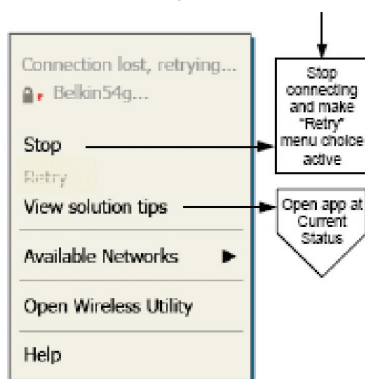 Connection lost, retrying...
Belkin54g...
Stop
Retry
View solution tips
Available Networks
Open Wireless Utility
Help
Stop
connecting
and make
"Retry"
menu choice
active
Open app at
Current
Status